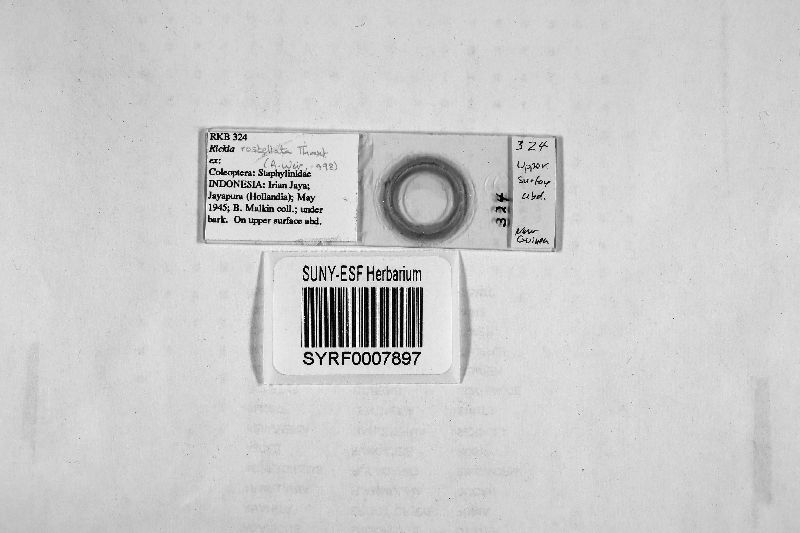 RKB 324
Rickia rostellata Thaxt
(A. Weir, 1998)
ex:
Coleoptera: Staphylinidae
INDONESIA: Irian Jaya;
Jayapura (Hollandia); May
1945; B. Malkin coll.; under
bark. On upper surface abd.
324
324
Upper
Surface
abd.
New
Guinea
SUNY-ESF Herbarium
SYRF0007897